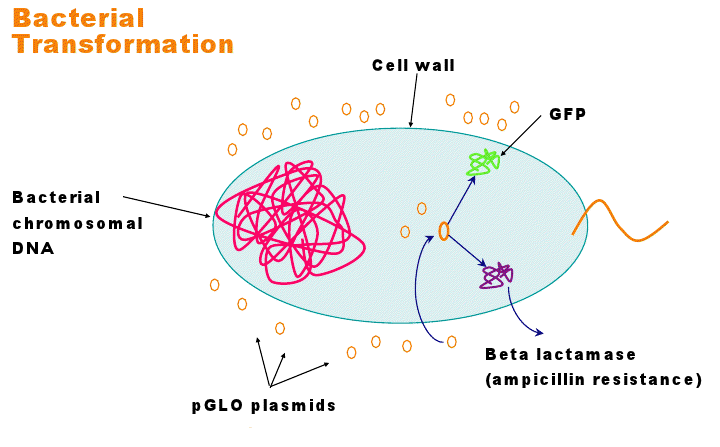 Bacterial
Transformation
Cell wall
GFP
Bacterial
chromosomal
DNA
Beta lactamase
(ampicillin resistance)
pGLO plasmids